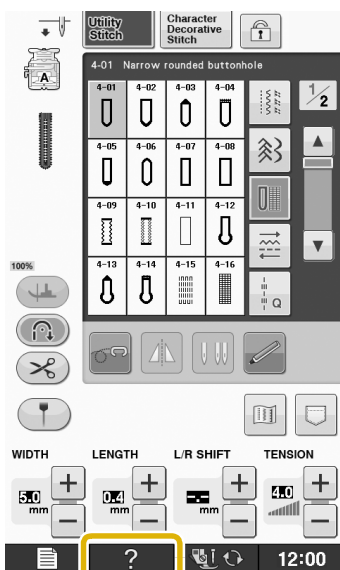 Utility
Stitch
Character
Decorative
Stitch
4-01 Narrow rounded buttonhole
1/2
A
4-01 4-02 4-03 4-04
4-05 4-06 4-07 4-08
4-09 4-10 4-11 4-12
4-13 4-14 4-15 4-16
Q
100%
WIDTH LENGTH L/R SHIFT TENSION
5.0 mm + −
0.4 mm + −
-.- mm + −
4.0 + −
? 12:00